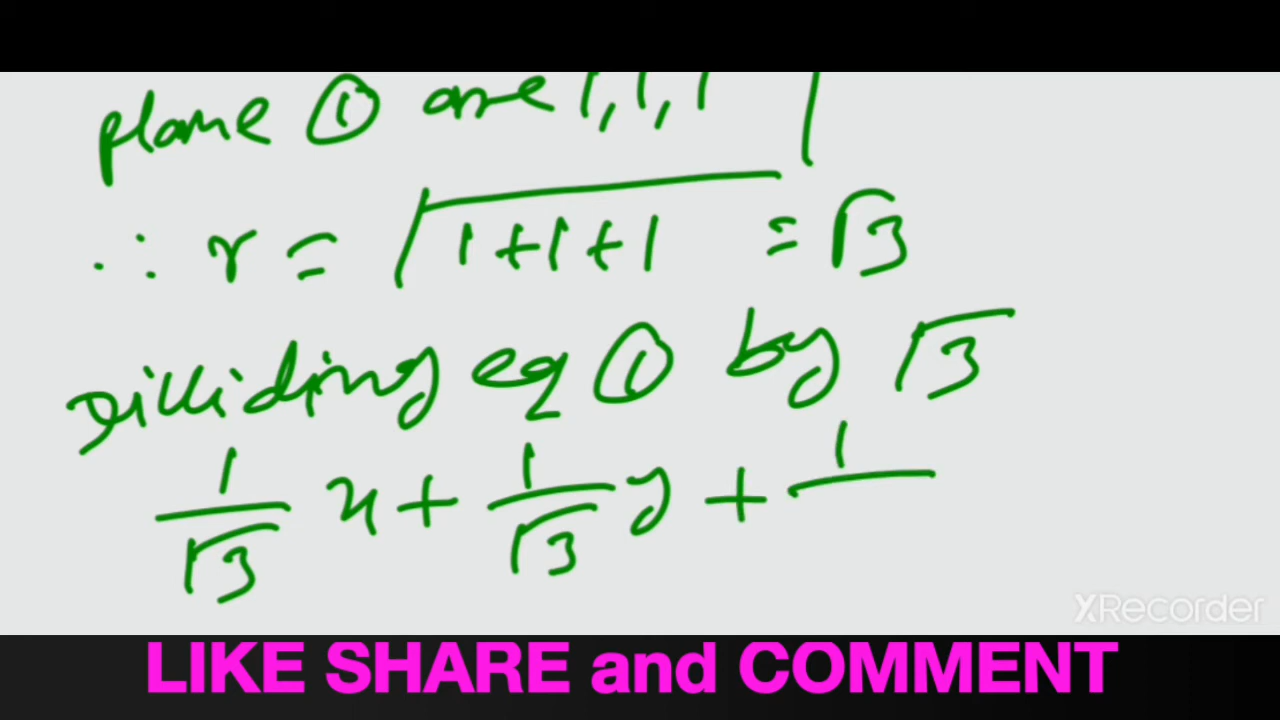 plane ① are 1, 1, 1
∴ r = √1+1+1 = √3
Dividing eq ① by √3
1/√3 x + 1/√3 y + 1/
XRecorder
LIKE SHARE and COMMENT